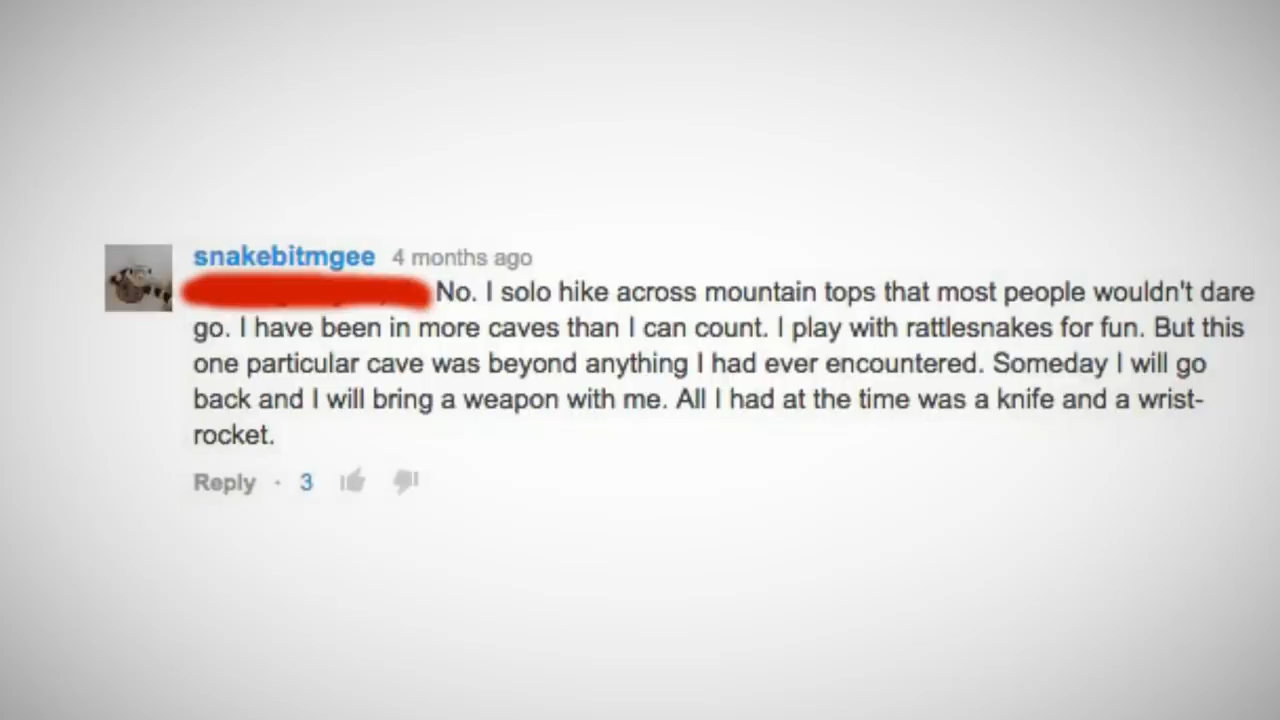 snakebitmgee 4 months ago
No. I solo hike across mountain tops that most people wouldn't dare
go. I have been in more caves than I can count. I play with rattlesnakes for fun. But this
one particular cave was beyond anything I had ever encountered. Someday I will go
back and I will bring a weapon with me. All I had at the time was a knife and a wrist-
rocket.
Reply · 3